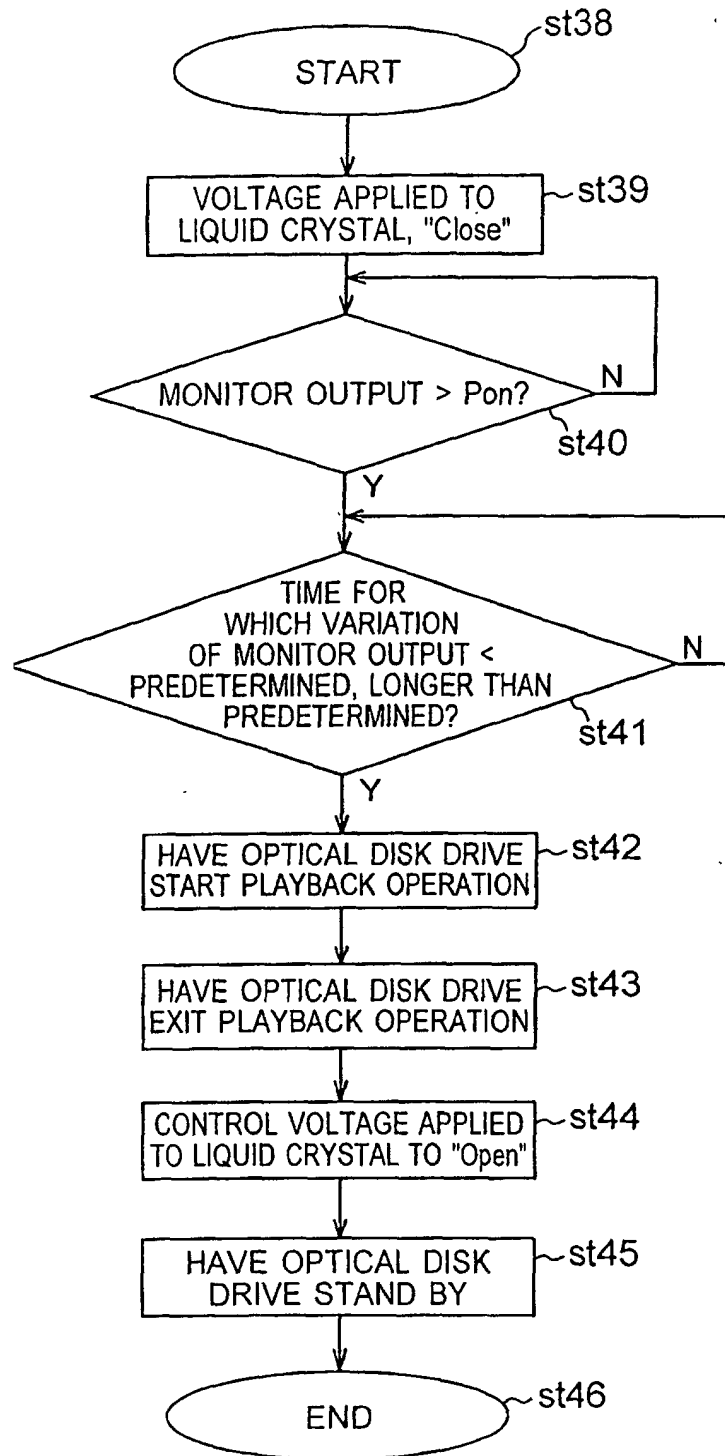 st38
START
VOLTAGE APPLIED TO
LIQUID CRYSTAL, "Close"
st39
MONITOR OUTPUT > Pon?
N
st40
Y
TIME FOR
WHICH VARIATION
OF MONITOR OUTPUT <
PREDETERMINED, LONGER THAN
PREDETERMINED?
N
st41
Y
HAVE OPTICAL DISK DRIVE
START PLAYBACK OPERATION
st42
HAVE OPTICAL DISK DRIVE
EXIT PLAYBACK OPERATION
st43
CONTROL VOLTAGE APPLIED
TO LIQUID CRYSTAL TO "Open"
st44
HAVE OPTICAL DISK
DRIVE STAND BY
st45
END
st46